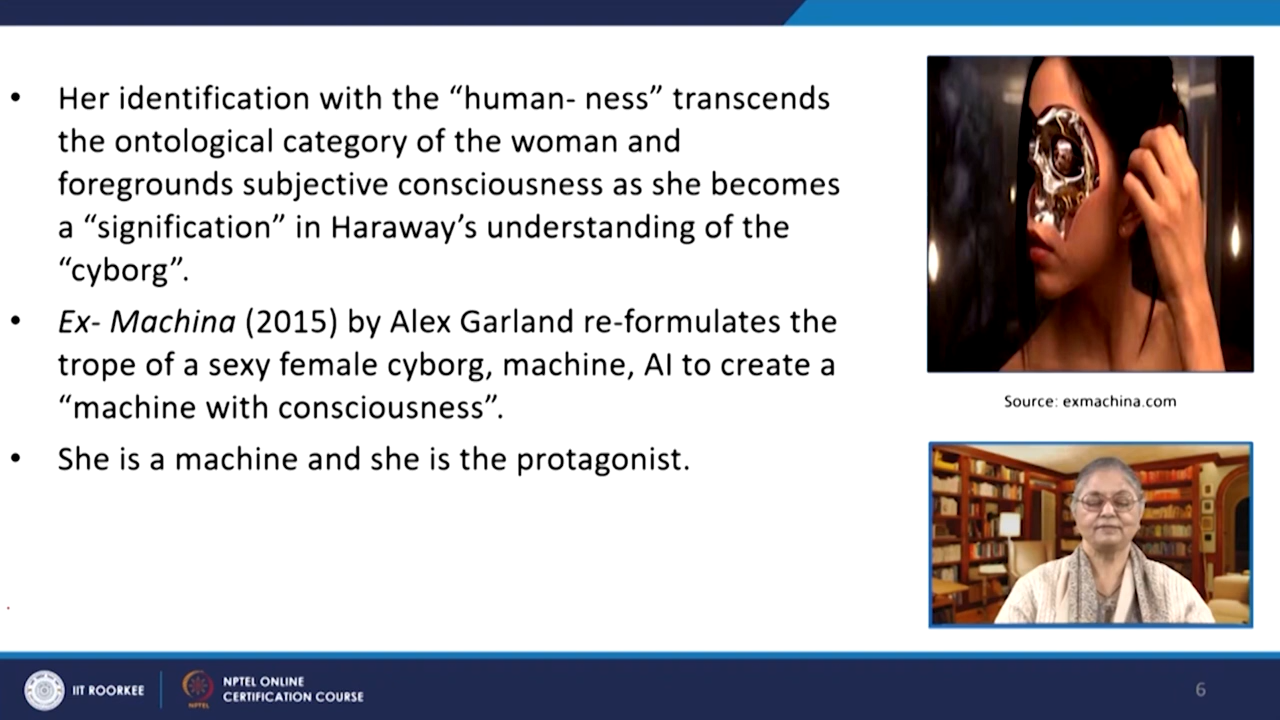 • Her identification with the “human- ness” transcends
the ontological category of the woman and
foregrounds subjective consciousness as she becomes
a “signification” in Haraway’s understanding of the
“cyborg”.
• Ex- Machina (2015) by Alex Garland re-formulates the
trope of a sexy female cyborg, machine, AI to create a
“machine with consciousness”.
• She is a machine and she is the protagonist.
Source: exmachina.com
IIT ROORKEE
NPTEL
NPTEL ONLINE
CERTIFICATION COURSE
6